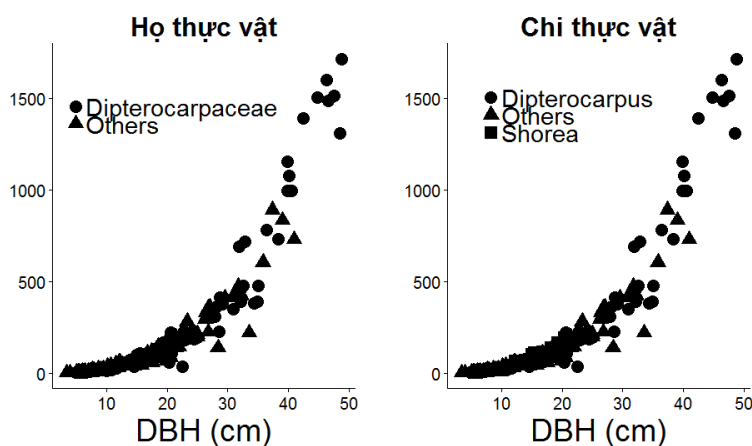 Họ thực vật
1500
1000
500
0
Dipterocarpaceae
Others
10 20 30 40 50
DBH (cm)
Chi thực vật
1500
1000
500
0
Dipterocarpus
Others
Shorea
10 20 30 40 50
DBH (cm)